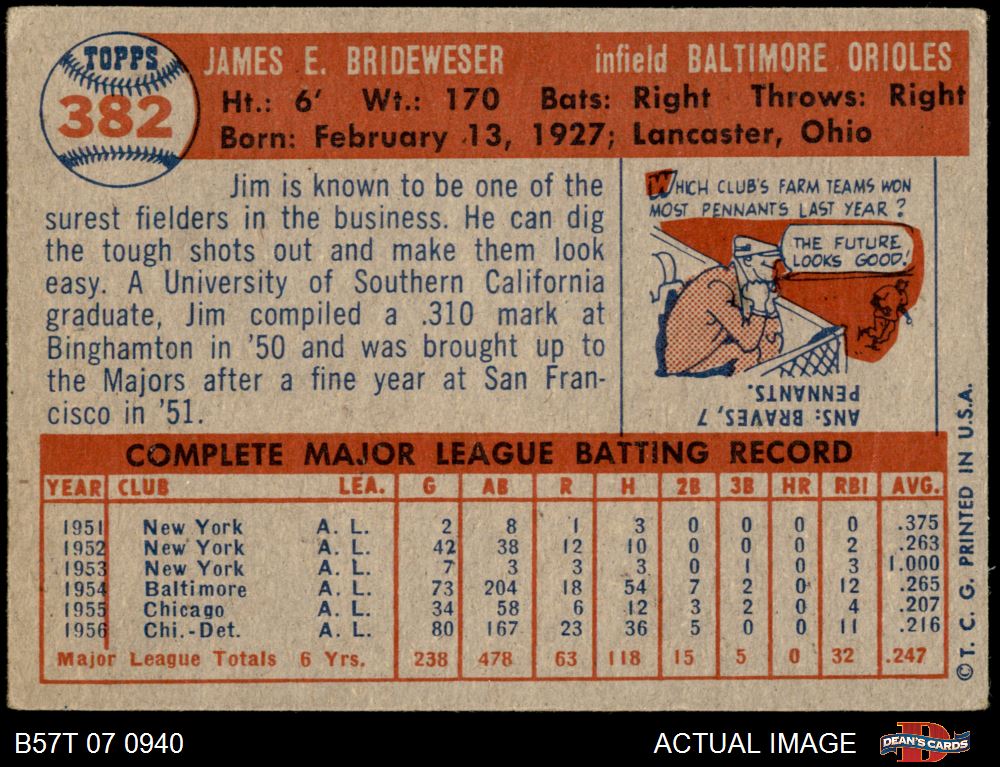 TOPPS
382
JAMES E. BRIDEWESER infield BALTIMORE ORIOLES
Ht.: 6' Wt.: 170 Bats: Right Throws: Right
Born: February 13, 1927; Lancaster, Ohio
Jim is known to be one of the
surest fielders in the business. He can dig
the tough shots out and make them look
easy. A University of Southern California
graduate, Jim compiled a .310 mark at
Binghamton in '50 and was brought up to
the Majors after a fine year at San Fran-
cisco in '51.
WHICH CLUB'S FARM TEAMS WON
MOST PENNANTS LAST YEAR?
THE FUTURE
LOOKS GOOD!
ANS: BRAVES, 7
PENNANTS.
COMPLETE MAJOR LEAGUE BATTING RECORD
YEAR CLUB LEA. G AB R H 2B 3B HR RBI AVG.
1951 New York A. L. 2 8 1 3 0 0 0 0 .375
1952 New York A. L. 42 38 12 10 0 0 0 2 .263
1953 New York A. L. 7 3 3 3 0 1 0 3 1.000
1954 Baltimore A. L. 73 204 18 54 7 2 0 12 .265
1955 Chicago A. L. 34 58 6 12 3 2 0 4 .207
1956 Chi.-Det. A. L. 80 167 23 36 5 0 0 11 .216
Major League Totals 6 Yrs. 238 478 63 118 15 5 0 32 .247
©T. C. G. PRINTED IN U.S.A.
B57T 07 0940 ACTUAL IMAGE
D
DEAN'S CARDS